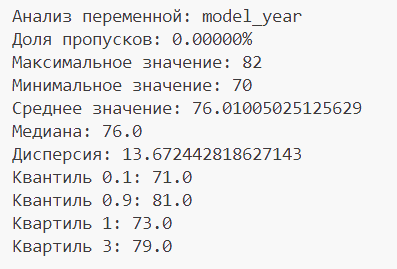 Анализ переменной: model_year
Доля пропусков: 0.00000%
Максимальное значение: 82
Минимальное значение: 70
Среднее значение: 76.01005025125629
Медиана: 76.0
Дисперсия: 13.672442818627143
Квантиль 0.1: 71.0
Квантиль 0.9: 81.0
Квартиль 1: 73.0
Квартиль 3: 79.0